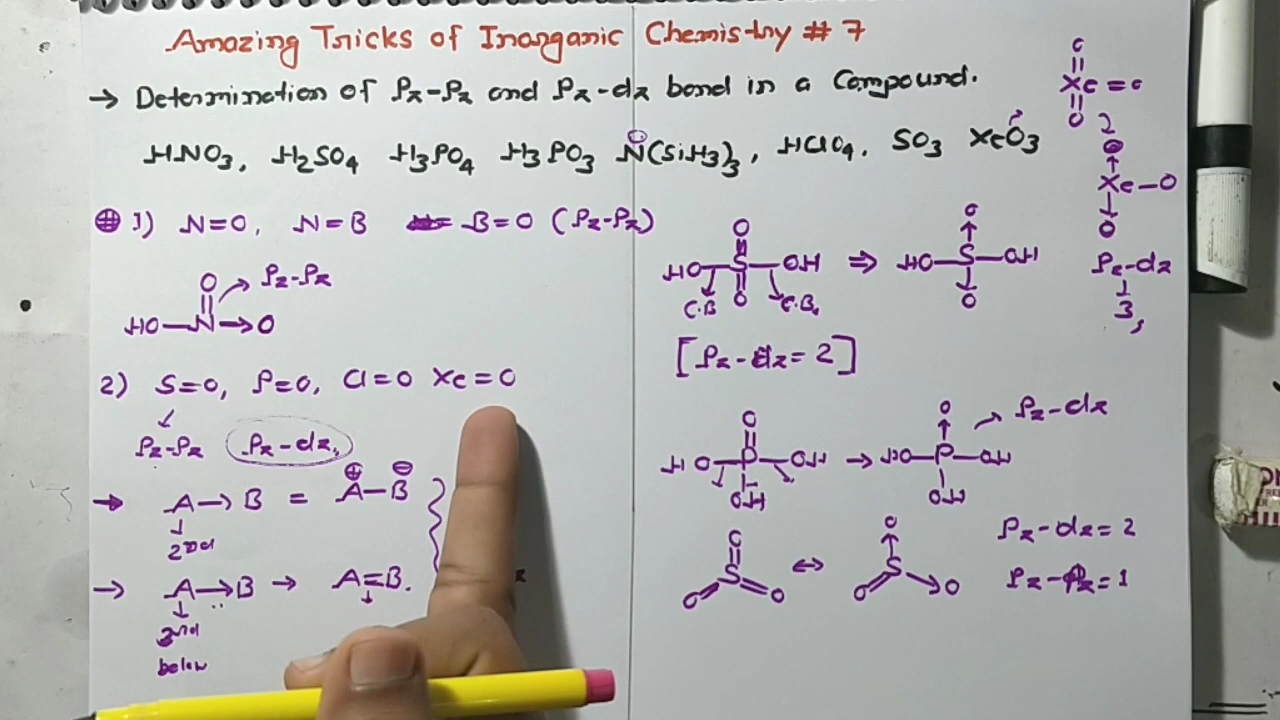 Amazing Tricks of Inorganic Chemistry # 7
→ Determination of Pπ-Pπ and Pπ-dπ bond in a Compound.
HNO3, H2SO4 H3PO4 H3PO3 N(SiH3)3, HClO4, SO3 XeO3
1) N=O, N=B B=O (Pπ-Pπ)
O → Pπ-Pπ
HO-N→O
2) S=O, P=O, Cl=O Xe=O
Pπ-Pπ Pπ-dπ,
→ A→B = A⊕-B⊖
2nd
→ A→B → A=B.
3rd
below
O
Xe=O
O
O
Xe-O
O
Pπ-dπ
3,
O
HO-S-OH ⇒ HO-S-OH
C.B O C.B, O
[Pπ-dπ=2]
O O → Pπ-dπ
HO-P-OH → HO-P-OH
OH OH
O O
S ↔ S
O O O O
Pπ-dπ=2
Pπ-Pπ=1